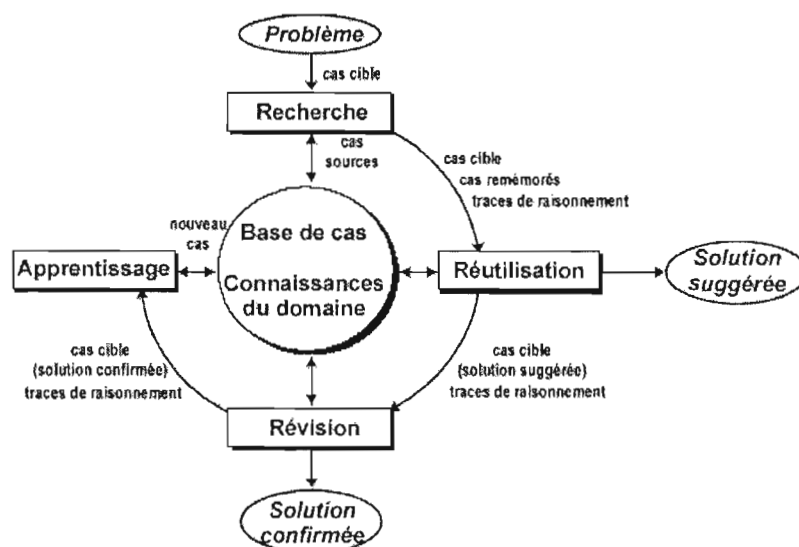 Problème
cas cible
Recherche
cas
sources
cas cible
cas remémorés
traces de raisonnement
nouveau
cas
Base de cas
Connaissances
du domaine
Apprentissage
Réutilisation
Solution
suggérée
cas cible
(solution confirmée)
traces de raisonnement
cas cible
(solution suggérée)
traces de raisonnement
Révision
Solution
confirmée